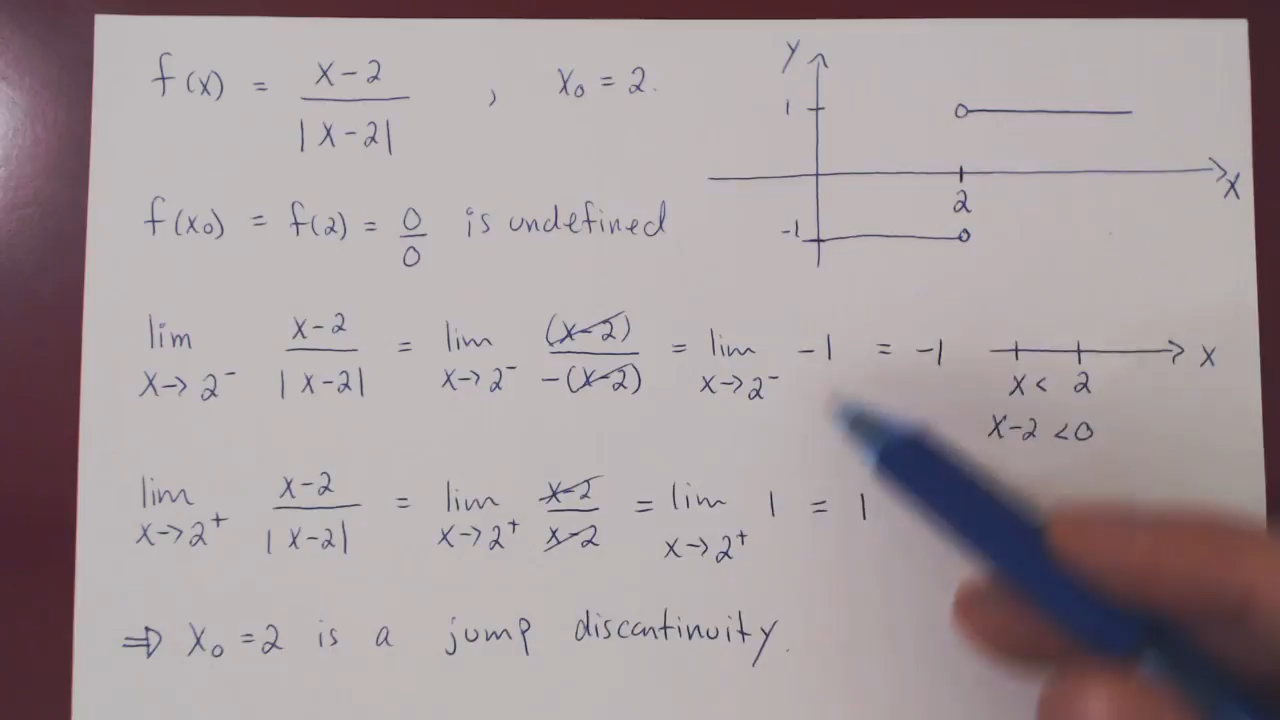 f(x) = x-2 / |x-2| , x₀ = 2.
y
1
x
2
-1
f(x₀) = f(2) = 0/0 is undefined
lim x→2⁻ x-2 / |x-2| = lim x→2⁻ (x-2) / -(x-2) = lim x→2⁻ -1 = -1
x
x < 2
x-2 < 0
lim x→2⁺ x-2 / |x-2| = lim x→2⁺ x-2 / x-2 = lim x→2⁺ 1 = 1
⇒ x₀ = 2 is a jump discontinuity.